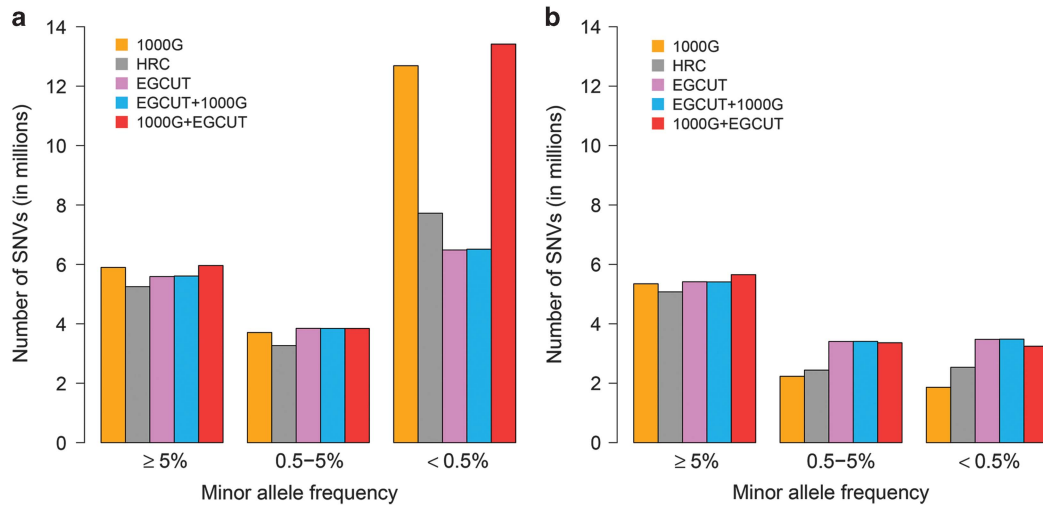 a
Number of SNVs (in millions)
14
12
10
8
6
4
2
0
1000G
HRC
EGCUT
EGCUT+1000G
1000G+EGCUT
≥ 5%
0.5−5%
< 0.5%
Minor allele frequency
b
Number of SNVs (in millions)
14
12
10
8
6
4
2
0
1000G
HRC
EGCUT
EGCUT+1000G
1000G+EGCUT
≥ 5%
0.5−5%
< 0.5%
Minor allele frequency